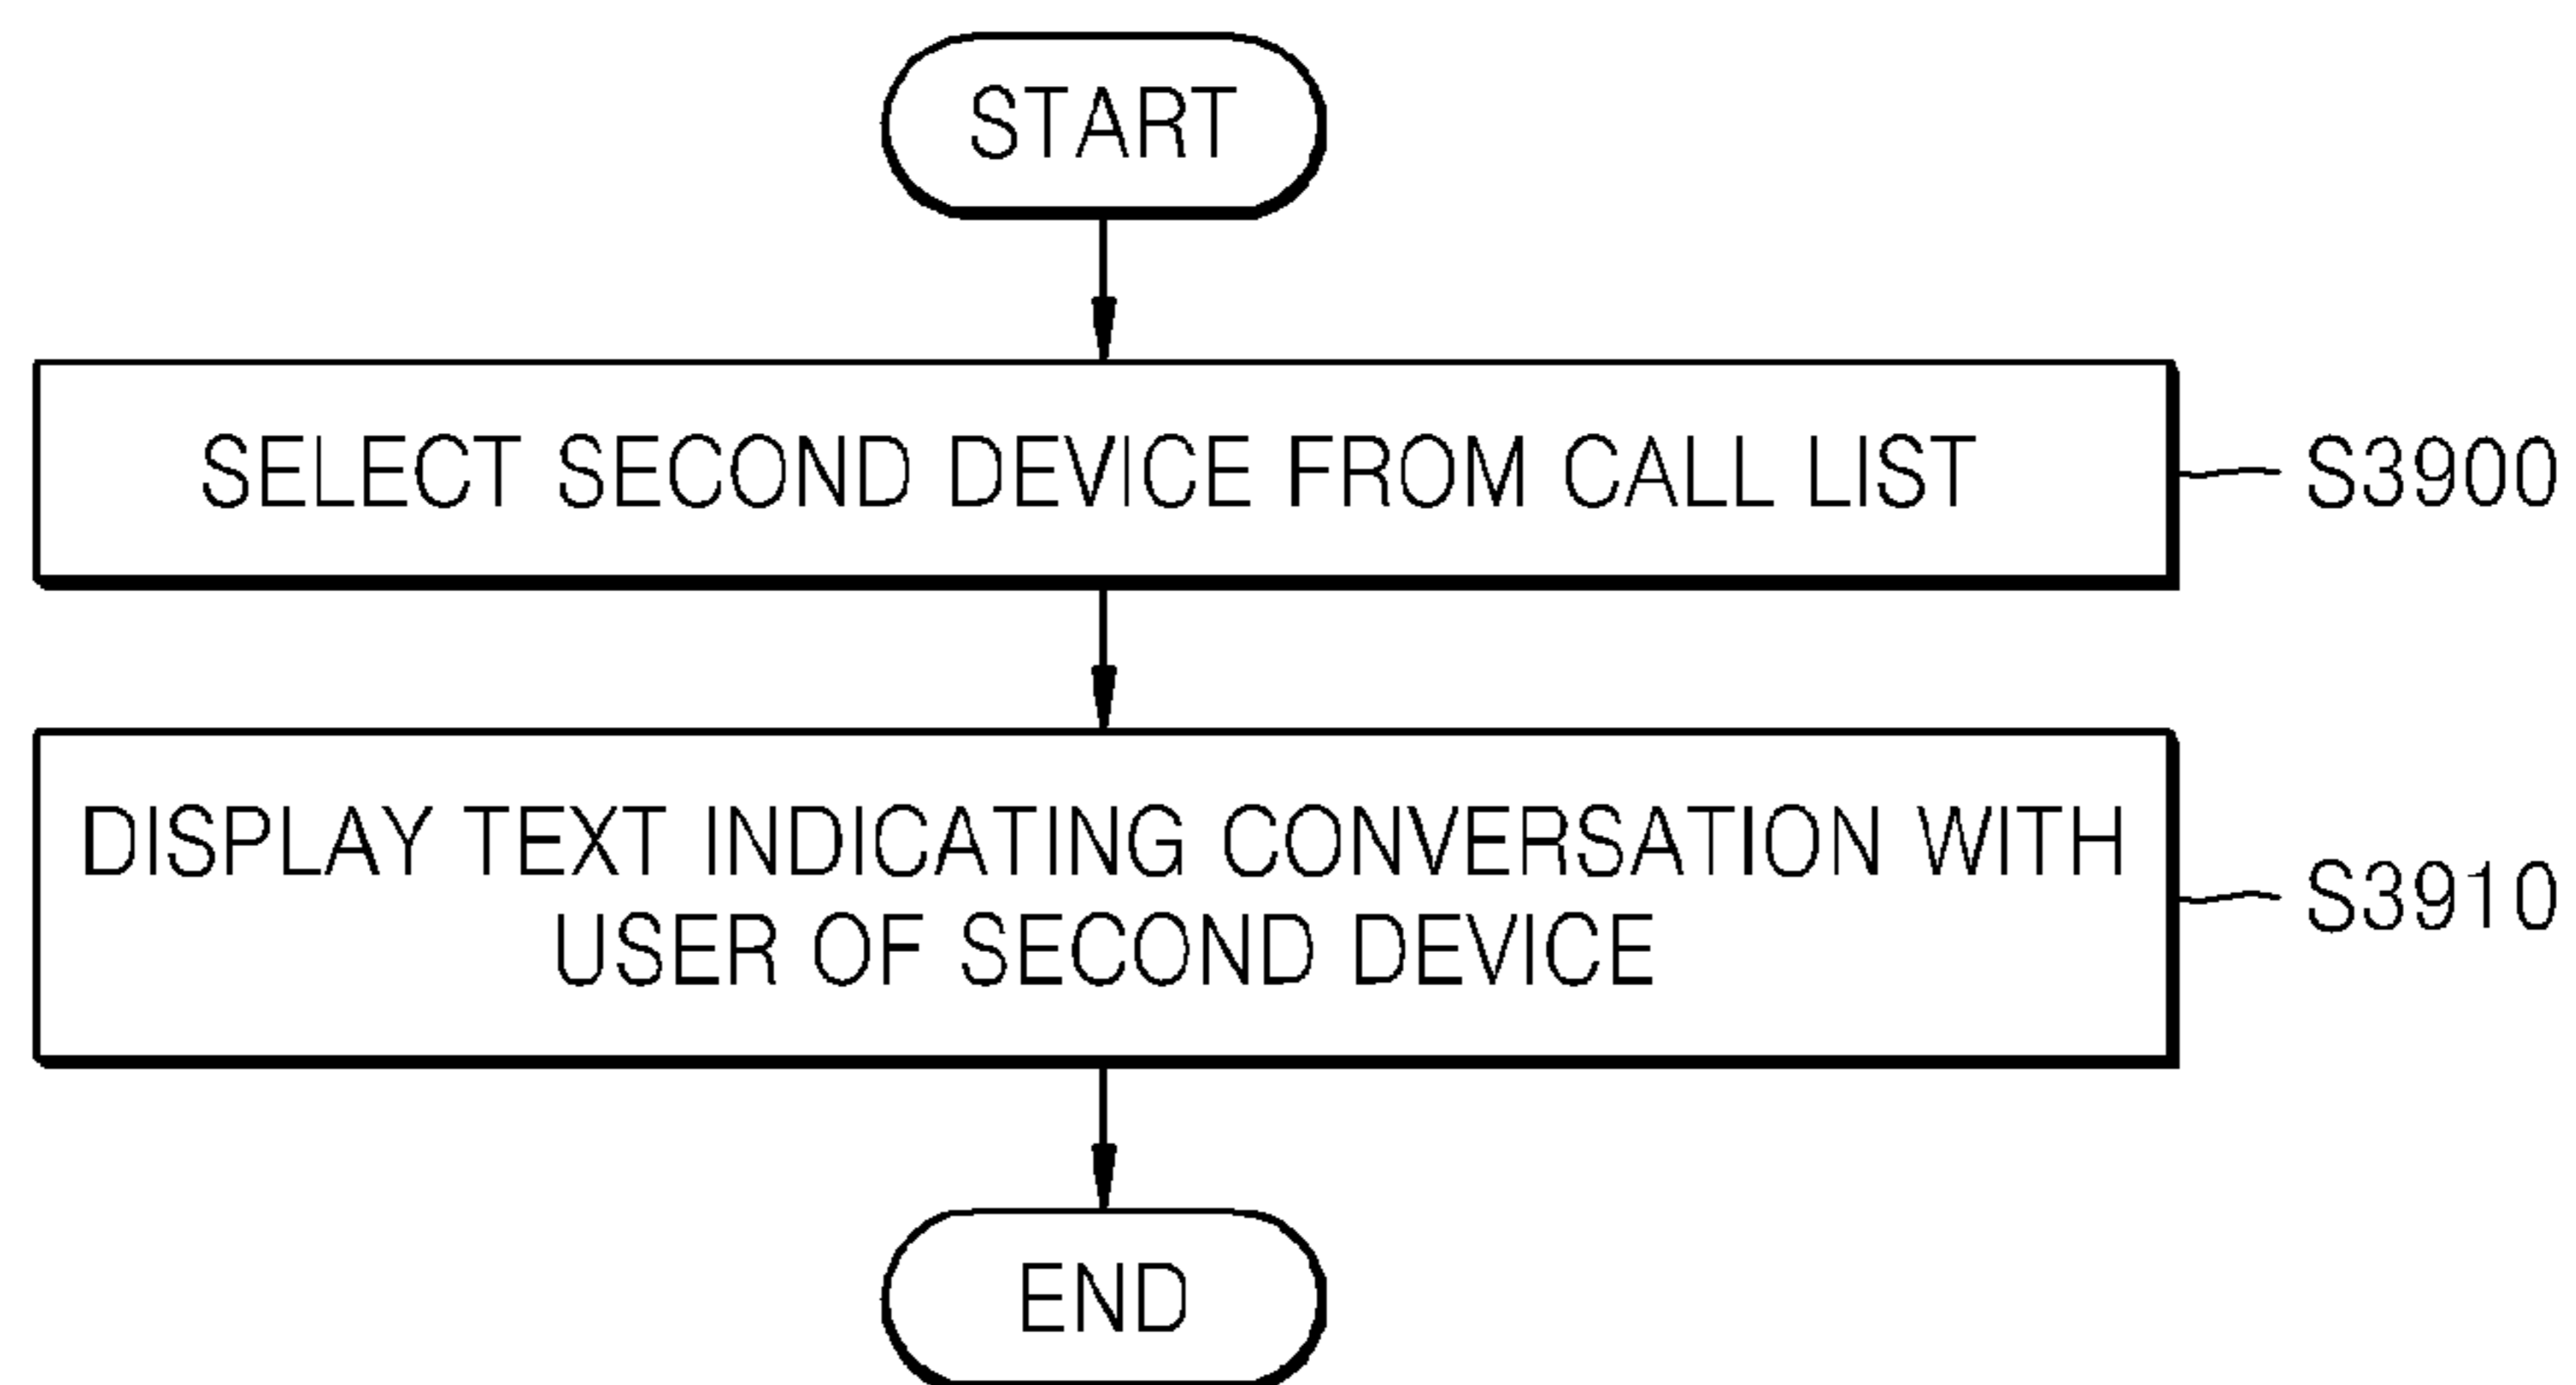 START
SELECT SECOND DEVICE FROM CALL LIST
S3900
DISPLAY TEXT INDICATING CONVERSATION WITH
USER OF SECOND DEVICE
S3910
END